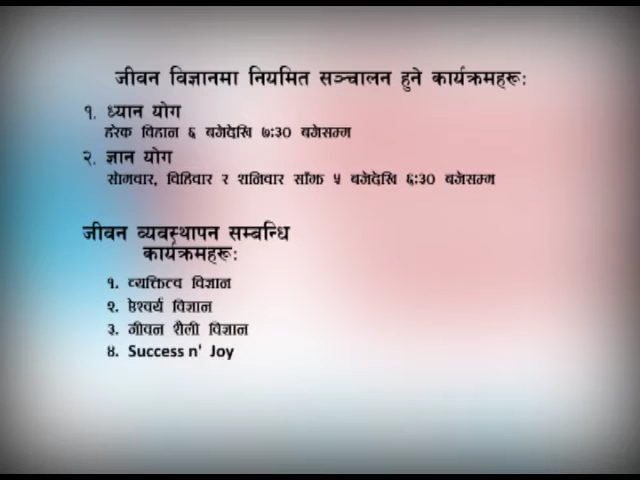 जीवन विज्ञानमा नियमित सञ्चालन हुने कार्यक्रमहरू:
१. ध्यान योग
हरेक विहान ६ बजेदेखि ७:३० बजेसम्म
२. ज्ञान योग
सोमवार, विहिवार र शनिवार साँझ ५ बजेदेखि ६:३० बजेसम्म
जीवन व्यवस्थापन सम्बन्धि
कार्यक्रमहरू:
१. व्यक्तित्व विज्ञान
२. ऐश्वर्य विज्ञान
३. जीवन शैली विज्ञान
४. Success n' Joy